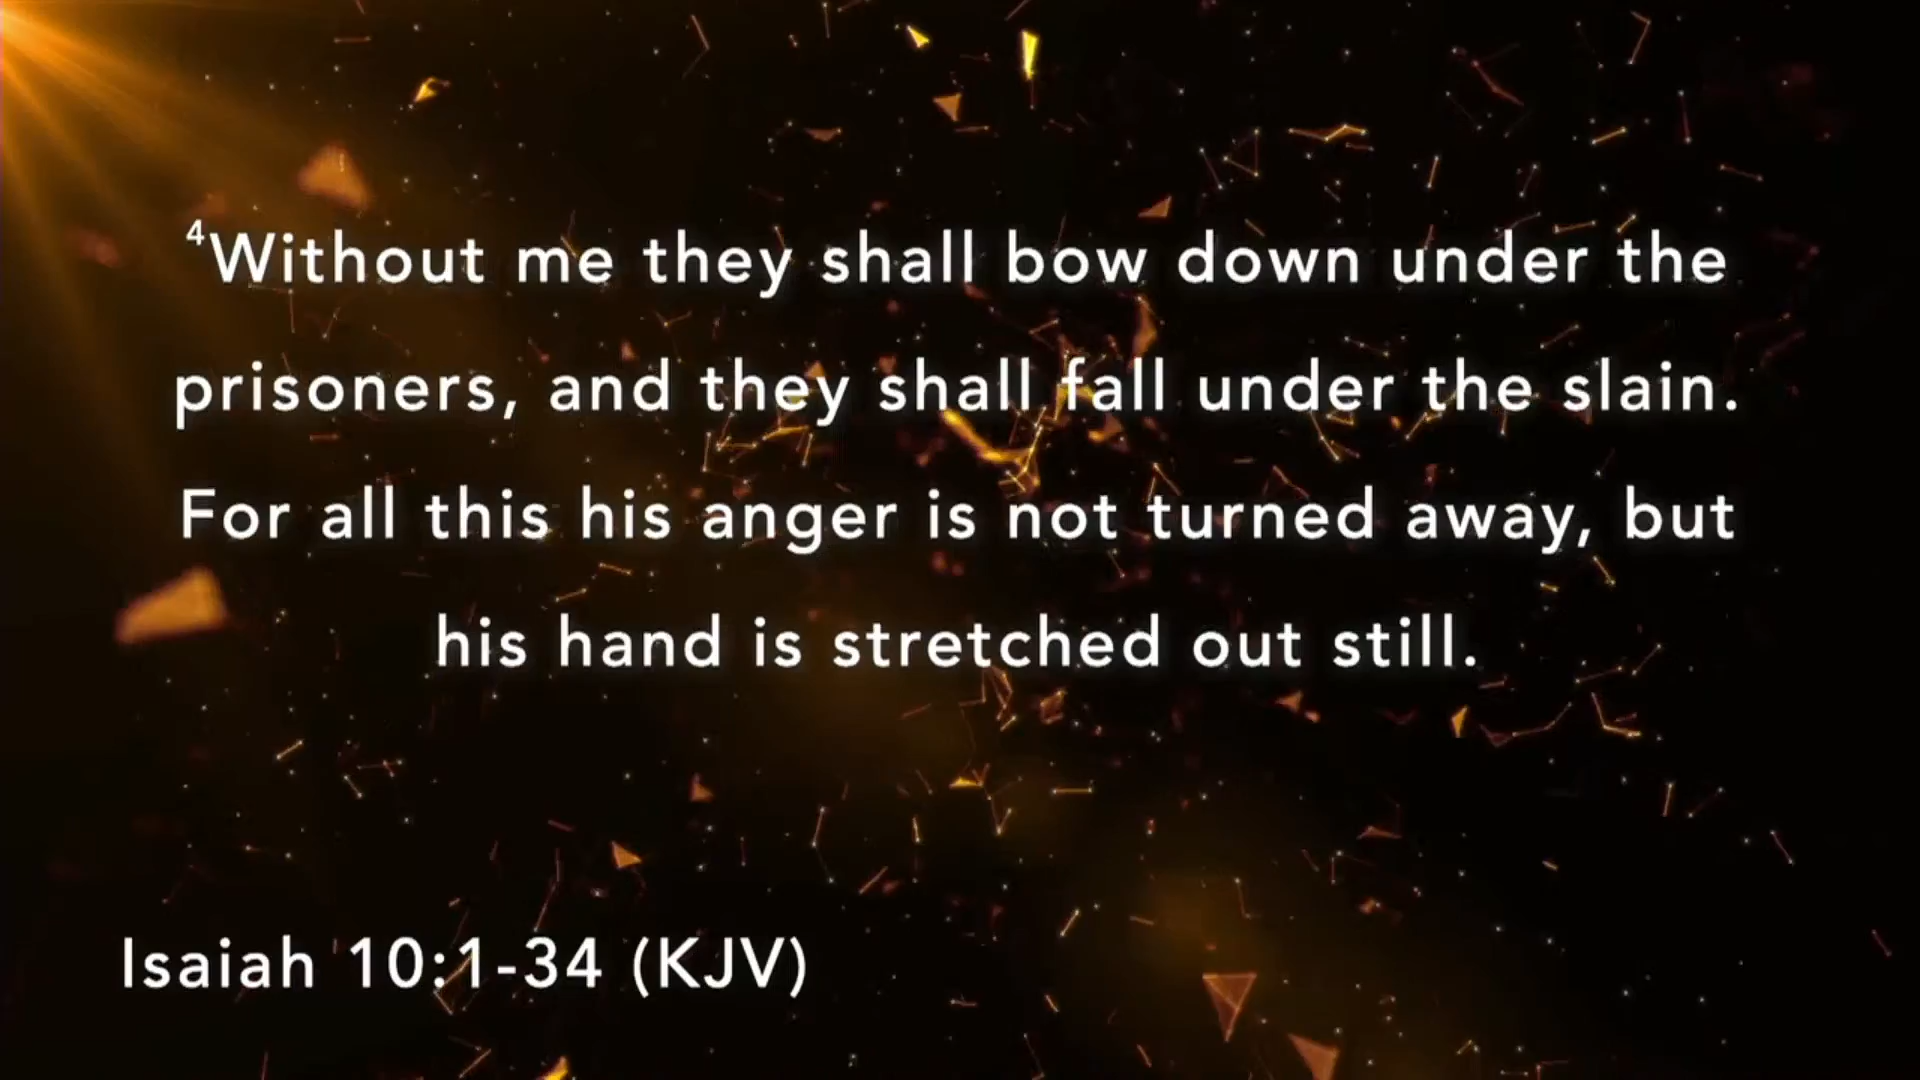 ⁴Without me they shall bow down under the
prisoners, and they shall fall under the slain.
For all this his anger is not turned away, but
his hand is stretched out still.
Isaiah 10:1-34 (KJV)